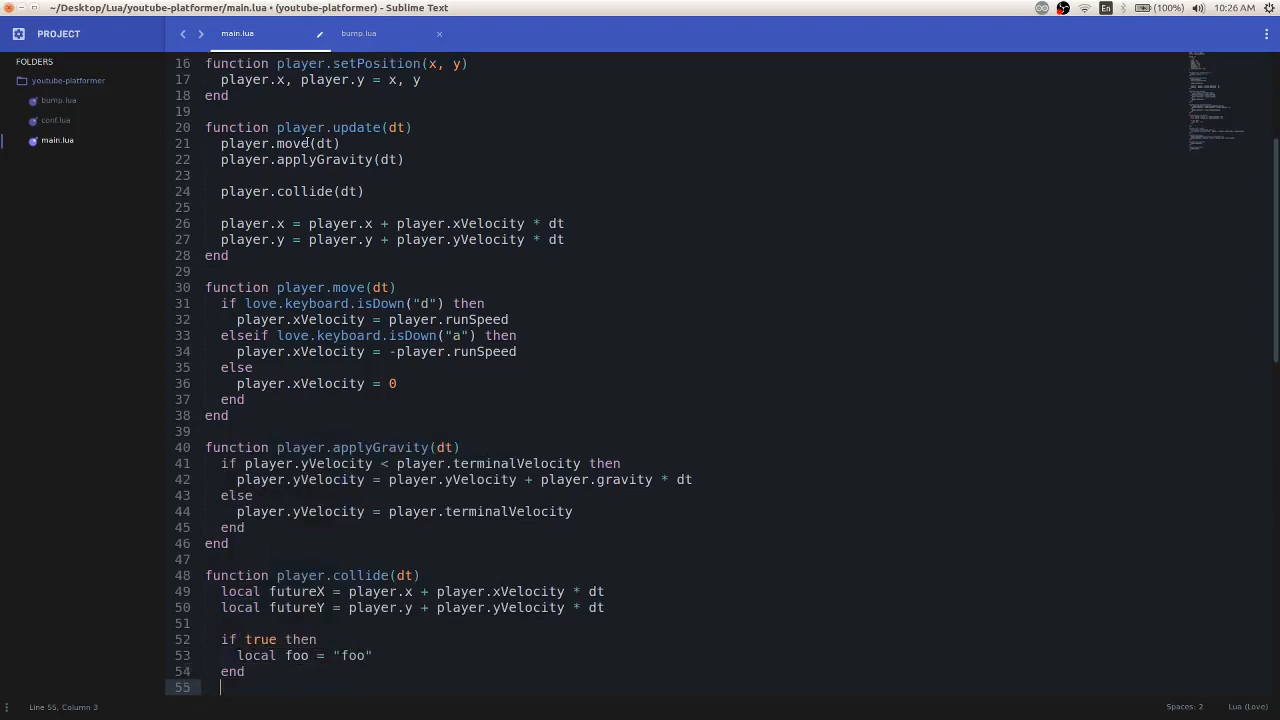 ~/Desktop/Lua/youtube-platformer/main.lua • (youtube-platformer) - Sublime Text
En (100%) 10:26 AM
PROJECT
main.lua bump.lua
FOLDERS
youtube-platformer
bump.lua
conf.lua
main.lua
16 function player.setPosition(x, y)
17 player.x, player.y = x, y
18 end
19
20 function player.update(dt)
21 player.move(dt)
22 player.applyGravity(dt)
23
24 player.collide(dt)
25
26 player.x = player.x + player.xVelocity * dt
27 player.y = player.y + player.yVelocity * dt
28 end
29
30 function player.move(dt)
31 if love.keyboard.isDown("d") then
32 player.xVelocity = player.runSpeed
33 elseif love.keyboard.isDown("a") then
34 player.xVelocity = -player.runSpeed
35 else
36 player.xVelocity = 0
37 end
38 end
39
40 function player.applyGravity(dt)
41 if player.yVelocity < player.terminalVelocity then
42 player.yVelocity = player.yVelocity + player.gravity * dt
43 else
44 player.yVelocity = player.terminalVelocity
45 end
46 end
47
48 function player.collide(dt)
49 local futureX = player.x + player.xVelocity * dt
50 local futureY = player.y + player.yVelocity * dt
51
52 if true then
53 local foo = "foo"
54 end
55
Line 55, Column 3 Spaces: 2 Lua (Love)